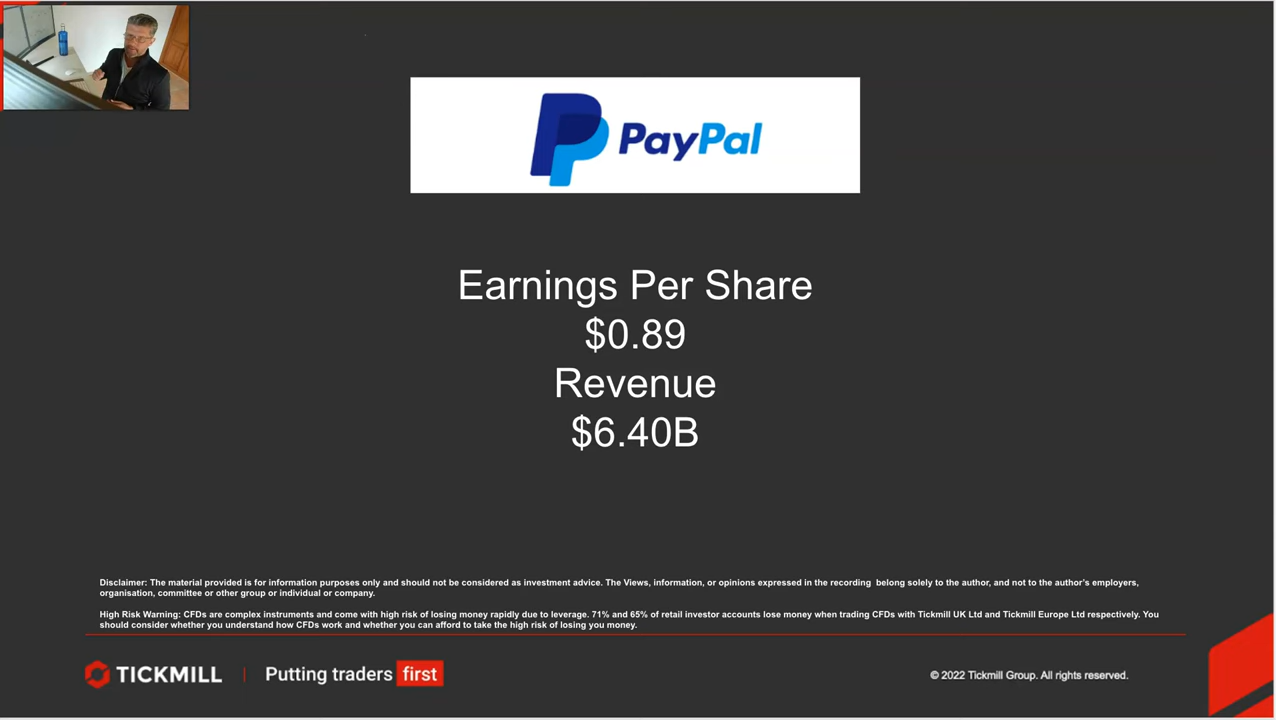 PayPal
Earnings Per Share
$0.89
Revenue
$6.40B
Disclaimer: The material provided is for information purposes only and should not be considered as investment advice. The Views, information, or opinions expressed in the recording  belong solely to the author, and not to the author's employers,
organisation, committee or other group or individual or company.
High Risk Warning: CFDs are complex instruments and come with high risk of losing money rapidly due to leverage. 71% and 65% of retail investor accounts lose money when trading CFDs with Tickmill UK Ltd and Tickmill Europe Ltd respectively. You
should consider whether you understand how CFDs work and whether you can afford to take the high risk of losing you money.
TICKMILL | Putting traders first
© 2022 Tickmill Group. All rights reserved.